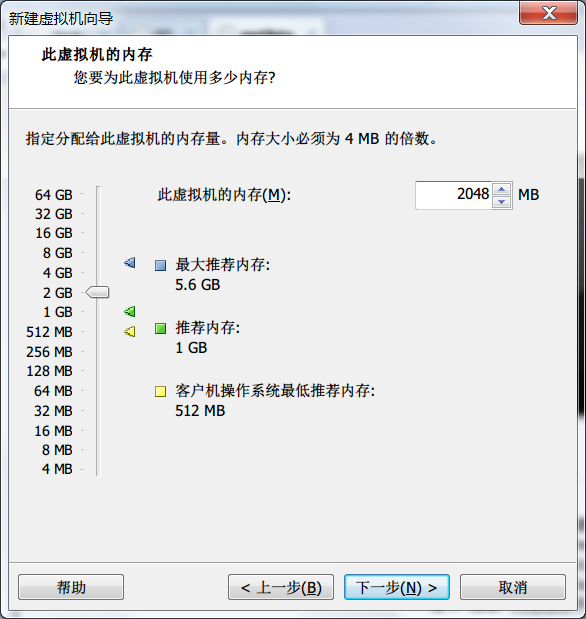 新建虚拟机向导
此虚拟机的内存
您要为此虚拟机使用多少内存?
指定分配给此虚拟机的内存量。内存大小必须为 4 MB 的倍数。
此虚拟机的内存(M):
2048 MB
64 GB
32 GB
16 GB
8 GB
4 GB
2 GB
1 GB
512 MB
256 MB
128 MB
64 MB
32 MB
16 MB
8 MB
4 MB
最大推荐内存:
5.6 GB
推荐内存:
1 GB
客户机操作系统最低推荐内存:
512 MB
帮助
< 上一步(B)
下一步(N) >
取消